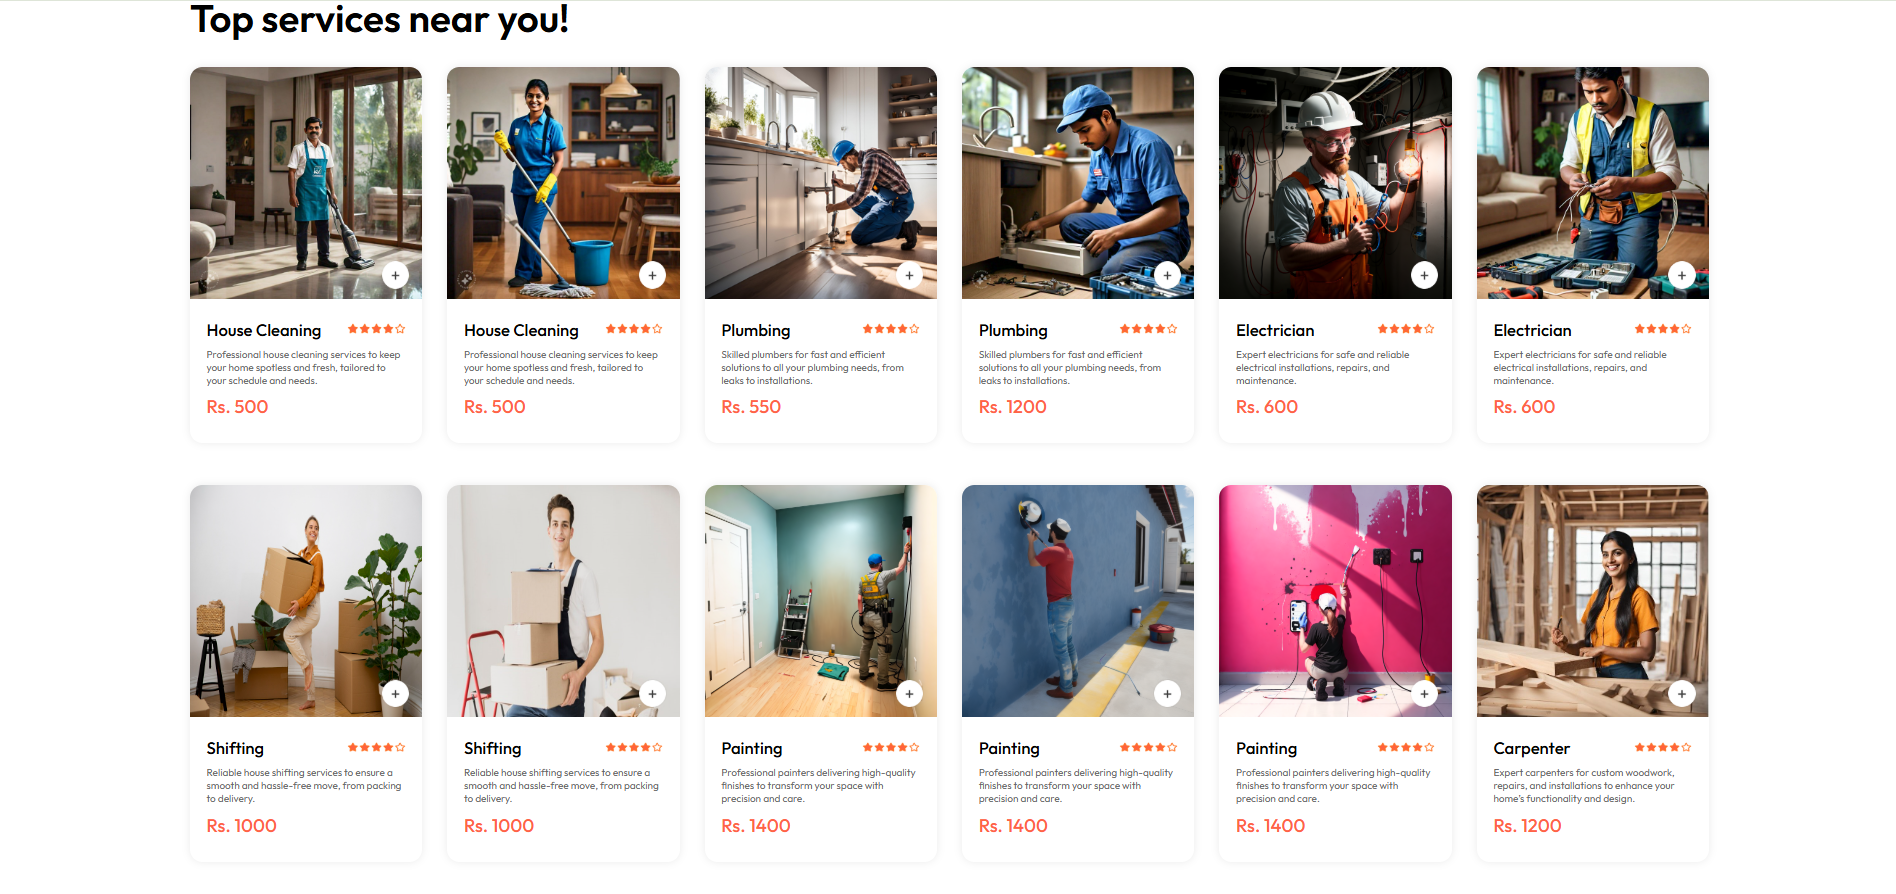 Top services near you!
House Cleaning
Professional house cleaning services to keep
your home spotless and fresh, tailored to
your schedule and needs.
Rs. 500
House Cleaning
Professional house cleaning services to keep
your home spotless and fresh, tailored to
your schedule and needs.
Rs. 500
Plumbing
Skilled plumbers for fast and efficient
solutions to all your plumbing needs, from
leaks to installations.
Rs. 550
Plumbing
Skilled plumbers for fast and efficient
solutions to all your plumbing needs, from
leaks to installations.
Rs. 1200
Electrician
Expert electricians for safe and reliable
electrical installations, repairs, and
maintenance.
Rs. 600
Electrician
Expert electricians for safe and reliable
electrical installations, repairs, and
maintenance.
Rs. 600
Shifting
Reliable house shifting services to ensure a
smooth and hassle-free move, from packing
to delivery.
Rs. 1000
Shifting
Reliable house shifting services to ensure a
smooth and hassle-free move, from packing
to delivery.
Rs. 1000
Painting
Professional painters delivering high-quality
finishes to transform your space with
precision and care.
Rs. 1400
Painting
Professional painters delivering high-quality
finishes to transform your space with
precision and care.
Rs. 1400
Painting
Professional painters delivering high-quality
finishes to transform your space with
precision and care.
Rs. 1400
Carpenter
Expert carpenters for custom woodwork,
repairs, and installations to enhance your
home's functionality and design.
Rs. 1200